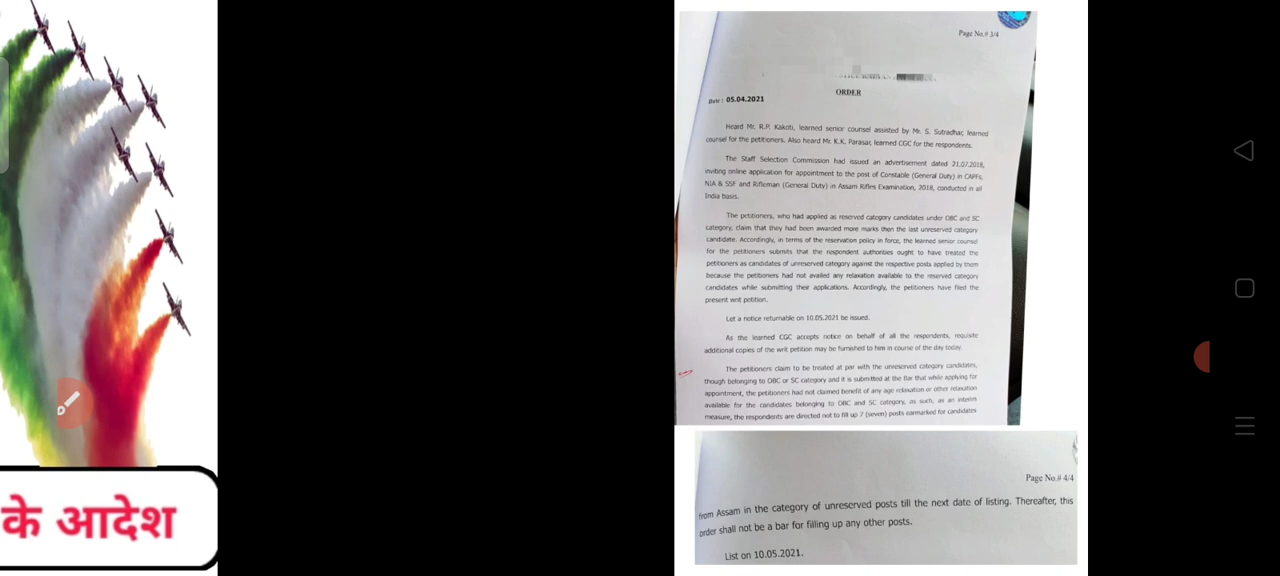 के आदेश
Page No.# 3/4
ORDER
Date : 05.04.2021
Heard Mr. R.P. Kakoti, learned senior counsel assisted by Mr. S. Sutradhar, learned
counsel for the petitioners. Also heard Mr. K.K. Parasar, learned CGC for the respondents.
The Staff Selection Commission had issued an advertisement dated 21.07.2018,
inviting online application for appointment to the post of Constable (General Duty) in CAPFs,
NIA & SSF and Rifleman (General Duty) in Assam Rifles Examination, 2018, conducted in all
India basis.
The petitioners, who had applied as reserved category candidates under OBC and SC
category, claim that they had been awarded more marks then the last unreserved category
candidate. Accordingly, in terms of the reservation policy in force, the learned senior counsel
for the petitioners submits that the respondent authorities ought to have treated the
petitioners as candidates of unreserved category against the respective posts applied by them
because the petitioners had not availed any relaxation available to the reserved category
candidates while submitting their applications. Accordingly, the petitioners have filed the
present writ petition.
Let a notice returnable on 10.05.2021 be issued.
As the learned CGC accepts notice on behalf of all the respondents, requisite
additional copies of the writ petition may be furnished to him in course of the day today.
The petitioners claim to be treated at par with the unreserved category candidates,
though belonging to OBC or SC category and it is submitted at the Bar that while applying for
appointment, the petitioners had not claimed benefit of any age relaxation or other relaxation
available for the candidates belonging to OBC and SC category, as such, as an interim
measure, the respondents are directed not to fill up 7 (seven) posts earmarked for candidates
Page No.# 4/4
from Assam in the category of unreserved posts till the next date of listing. Thereafter, this
order shall not be a bar for filling up any other posts.
List on 10.05.2021.